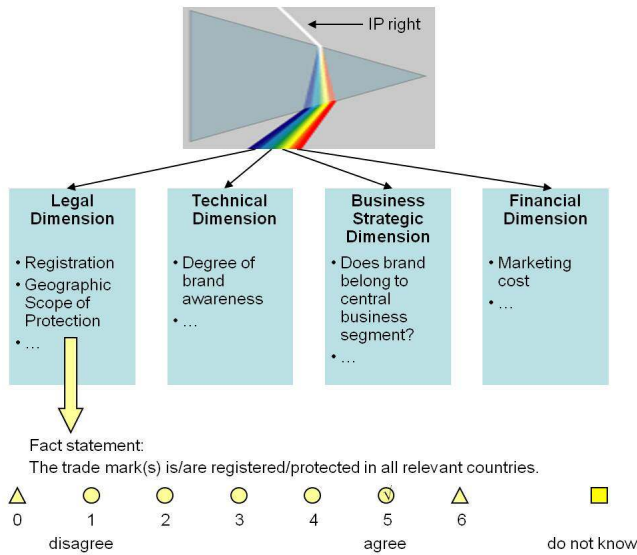 IP right
Legal
Dimension
• Registration
• Geographic
Scope of
Protection
• …
Technical
Dimension
• Degree of
brand
awareness
• …
Business
Strategic
Dimension
• Does brand
belong to
central
business
segment?
• …
Financial
Dimension
• Marketing
cost
• …
Fact statement:
The trade mark(s) is/are registered/protected in all relevant countries.
√
0 1 2 3 4 5 6
disagree agree do not know